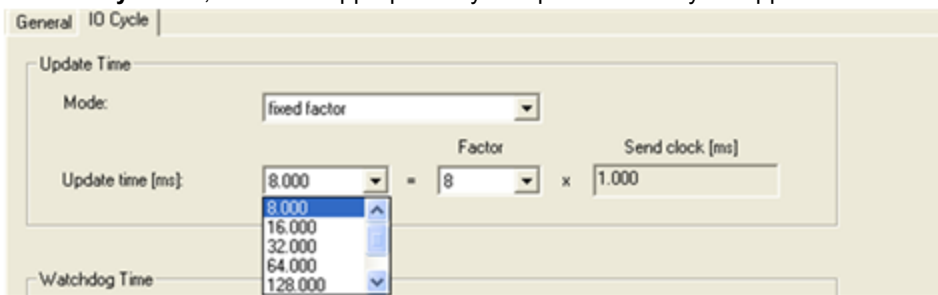 General IO Cycle
Update Time
Mode: fixed factor
Factor Send clock [ms]
Update time [ms]: 8.000 = 8 x 1.000
8.000
16.000
32.000
64.000
128.000
Watchdog Time